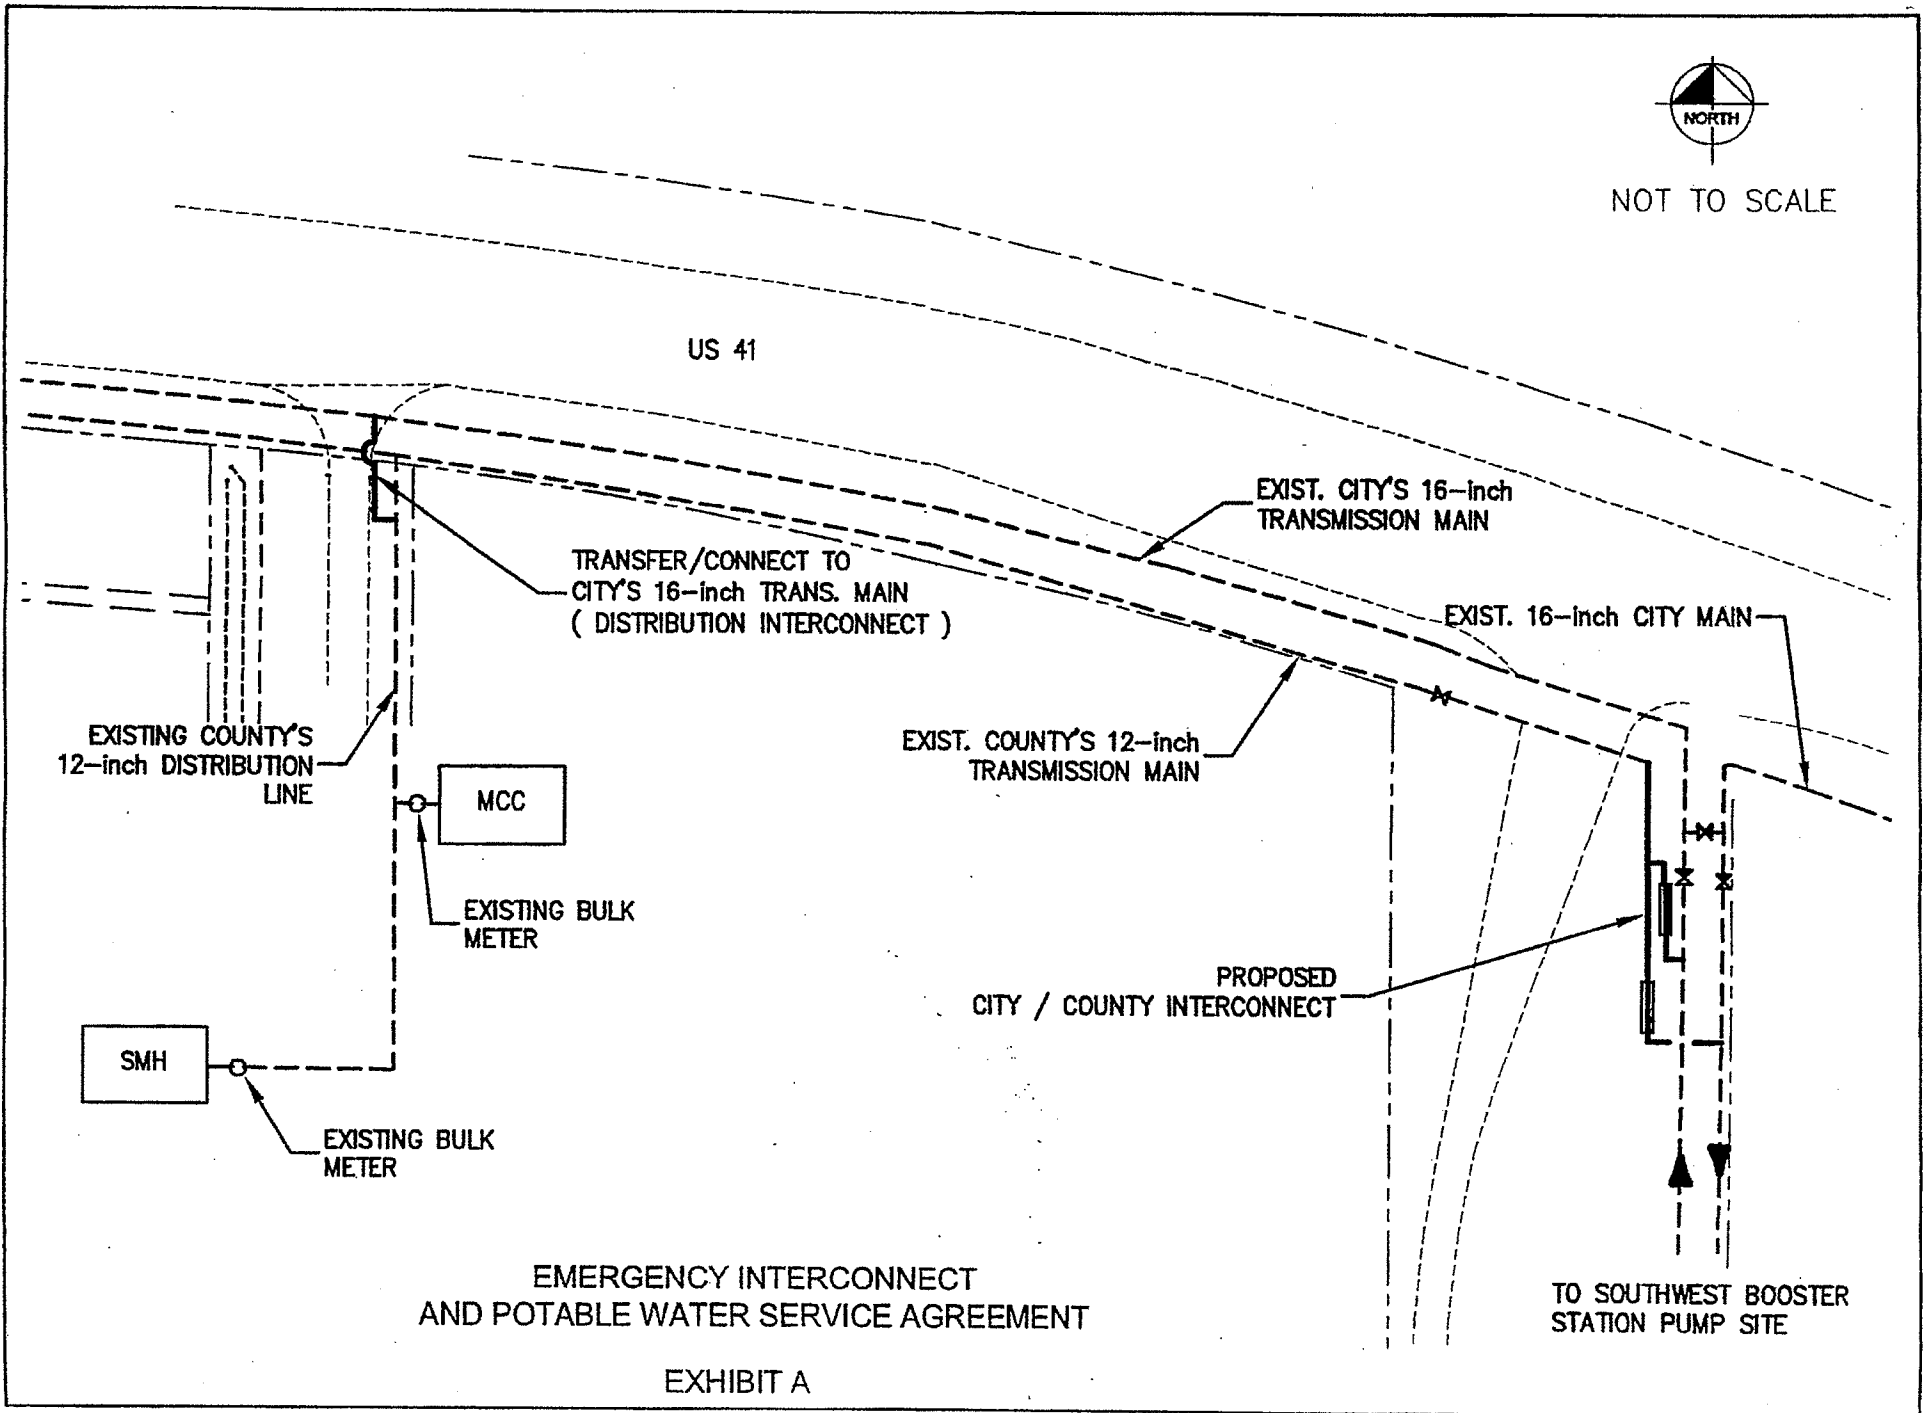 NORTH
NOT TO SCALE
US 41
EXIST. CITY'S 16-inch
TRANSMISSION MAIN
TRANSFER/CONNECT TO
CITY'S 16-inch TRANS. MAIN
( DISTRIBUTION INTERCONNECT )
EXIST. 16-inch CITY MAIN
EXISTING COUNTY'S
12-inch DISTRIBUTION
LINE
EXIST. COUNTY'S 12-inch
TRANSMISSION MAIN
MCC
EXISTING BULK
METER
PROPOSED
CITY / COUNTY INTERCONNECT
SMH
EXISTING BULK
METER
EMERGENCY INTERCONNECT
AND POTABLE WATER SERVICE AGREEMENT
TO SOUTHWEST BOOSTER
STATION PUMP SITE
EXHIBIT A